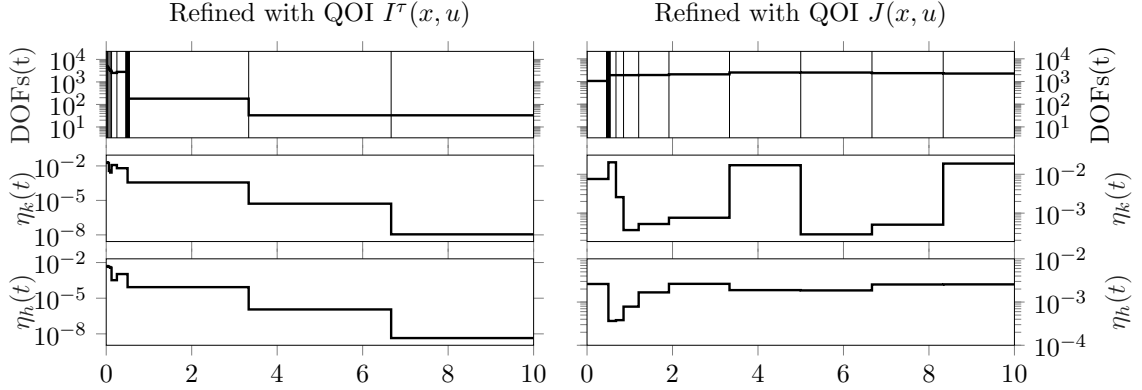 Refined with QOI $I^\tau(x, u)$
Refined with QOI $J(x, u)$
DOFs(t)
10^4
10^3
10^2
10^1
10^4
10^3
10^2
10^1
DOFs(t)
η_k(t)
10^−2
10^−5
10^−8
10^−2
10^−3
η_k(t)
η_h(t)
10^−2
10^−5
10^−8
10^−2
10^−3
10^−4
η_h(t)
0 2 4 6 8 10
0 2 4 6 8 10